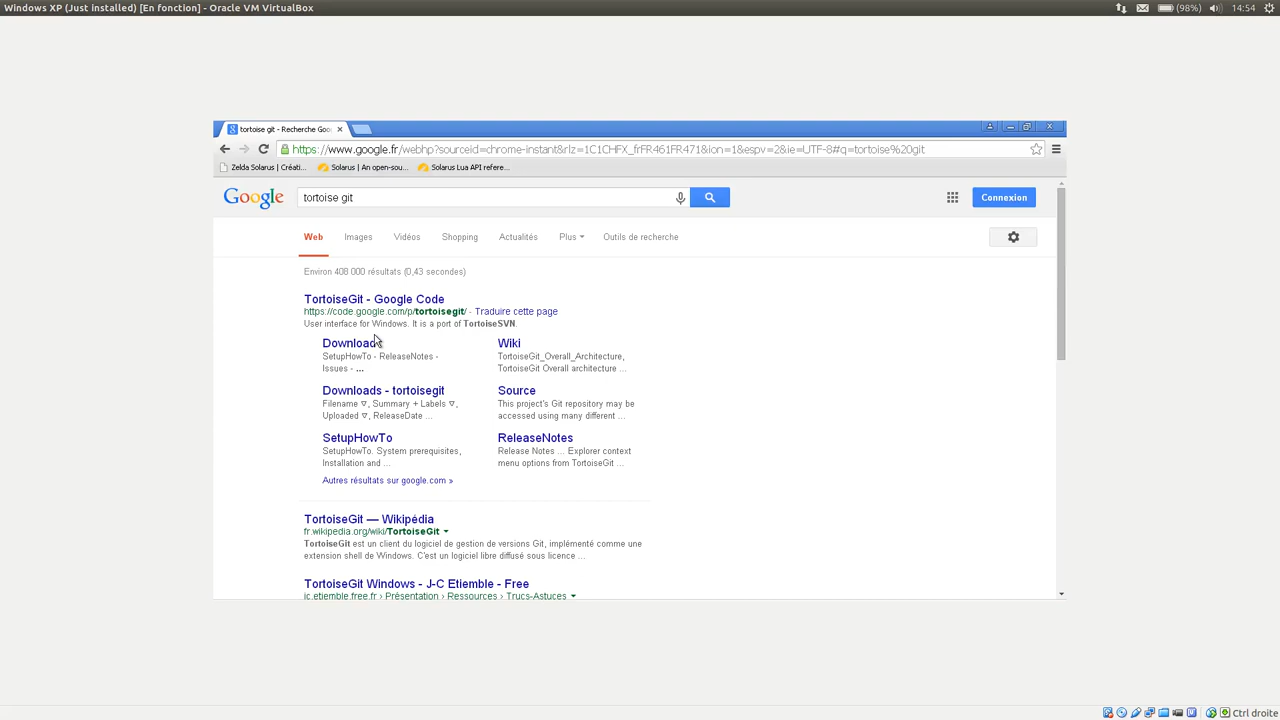 Windows XP (Just installed) [En fonction] - Oracle VM VirtualBox
(98%)
14:54
tortoise git - Recherche Goo
https://www.google.fr/webhp?sourceid=chrome-instant&rlz=1C1CHFX_frFR461FR471&ion=1&espv=2&ie=UTF-8#q=tortoise%20git
Zelda Solarus | Créati...
Solarus | An open-sou...
Solarus Lua API refere...
Google
tortoise git
Connexion
Web Images Vidéos Shopping Actualités Plus Outils de recherche
Environ 408 000 résultats (0,43 secondes)
TortoiseGit - Google Code
https://code.google.com/p/tortoisegit/ - Traduire cette page
User interface for Windows. It is a port of TortoiseSVN.
Downloads
SetupHowTo - ReleaseNotes -
Issues - ...
Wiki
TortoiseGit_Overall_Architecture,
TortoiseGit Overall architecture ...
Downloads - tortoisegit
Filename ▽, Summary + Labels ▽,
Uploaded ▽, ReleaseDate ...
Source
This project's Git repository may be
accessed using many different ...
SetupHowTo
SetupHowTo. System prerequisites,
Installation and ...
ReleaseNotes
Release Notes ... Explorer context
menu options from TortoiseGit ...
Autres résultats sur google.com »
TortoiseGit — Wikipédia
fr.wikipedia.org/wiki/TortoiseGit
TortoiseGit est un client du logiciel de gestion de versions Git, implémenté comme une
extension shell de Windows. C'est un logiciel libre diffusé sous licence ...
TortoiseGit Windows - J-C Etiemble - Free
jc.etiemble.free.fr › Présentation › Ressources › Trucs-Astuces
Ctrl droite